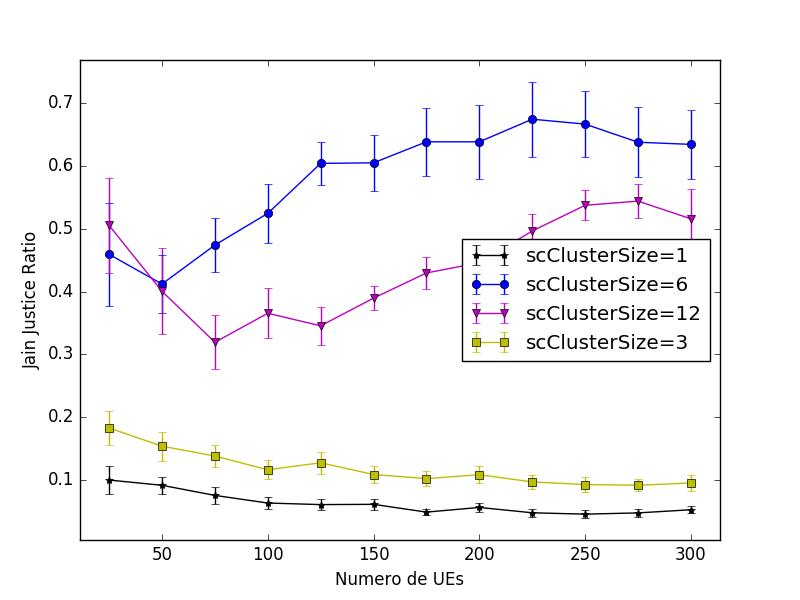 0.7
0.6
0.5
0.4
0.3
0.2
0.1
Jain Justice Ratio
scClusterSize=1
scClusterSize=6
scClusterSize=12
scClusterSize=3
50 100 150 200 250 300
Numero de UEs